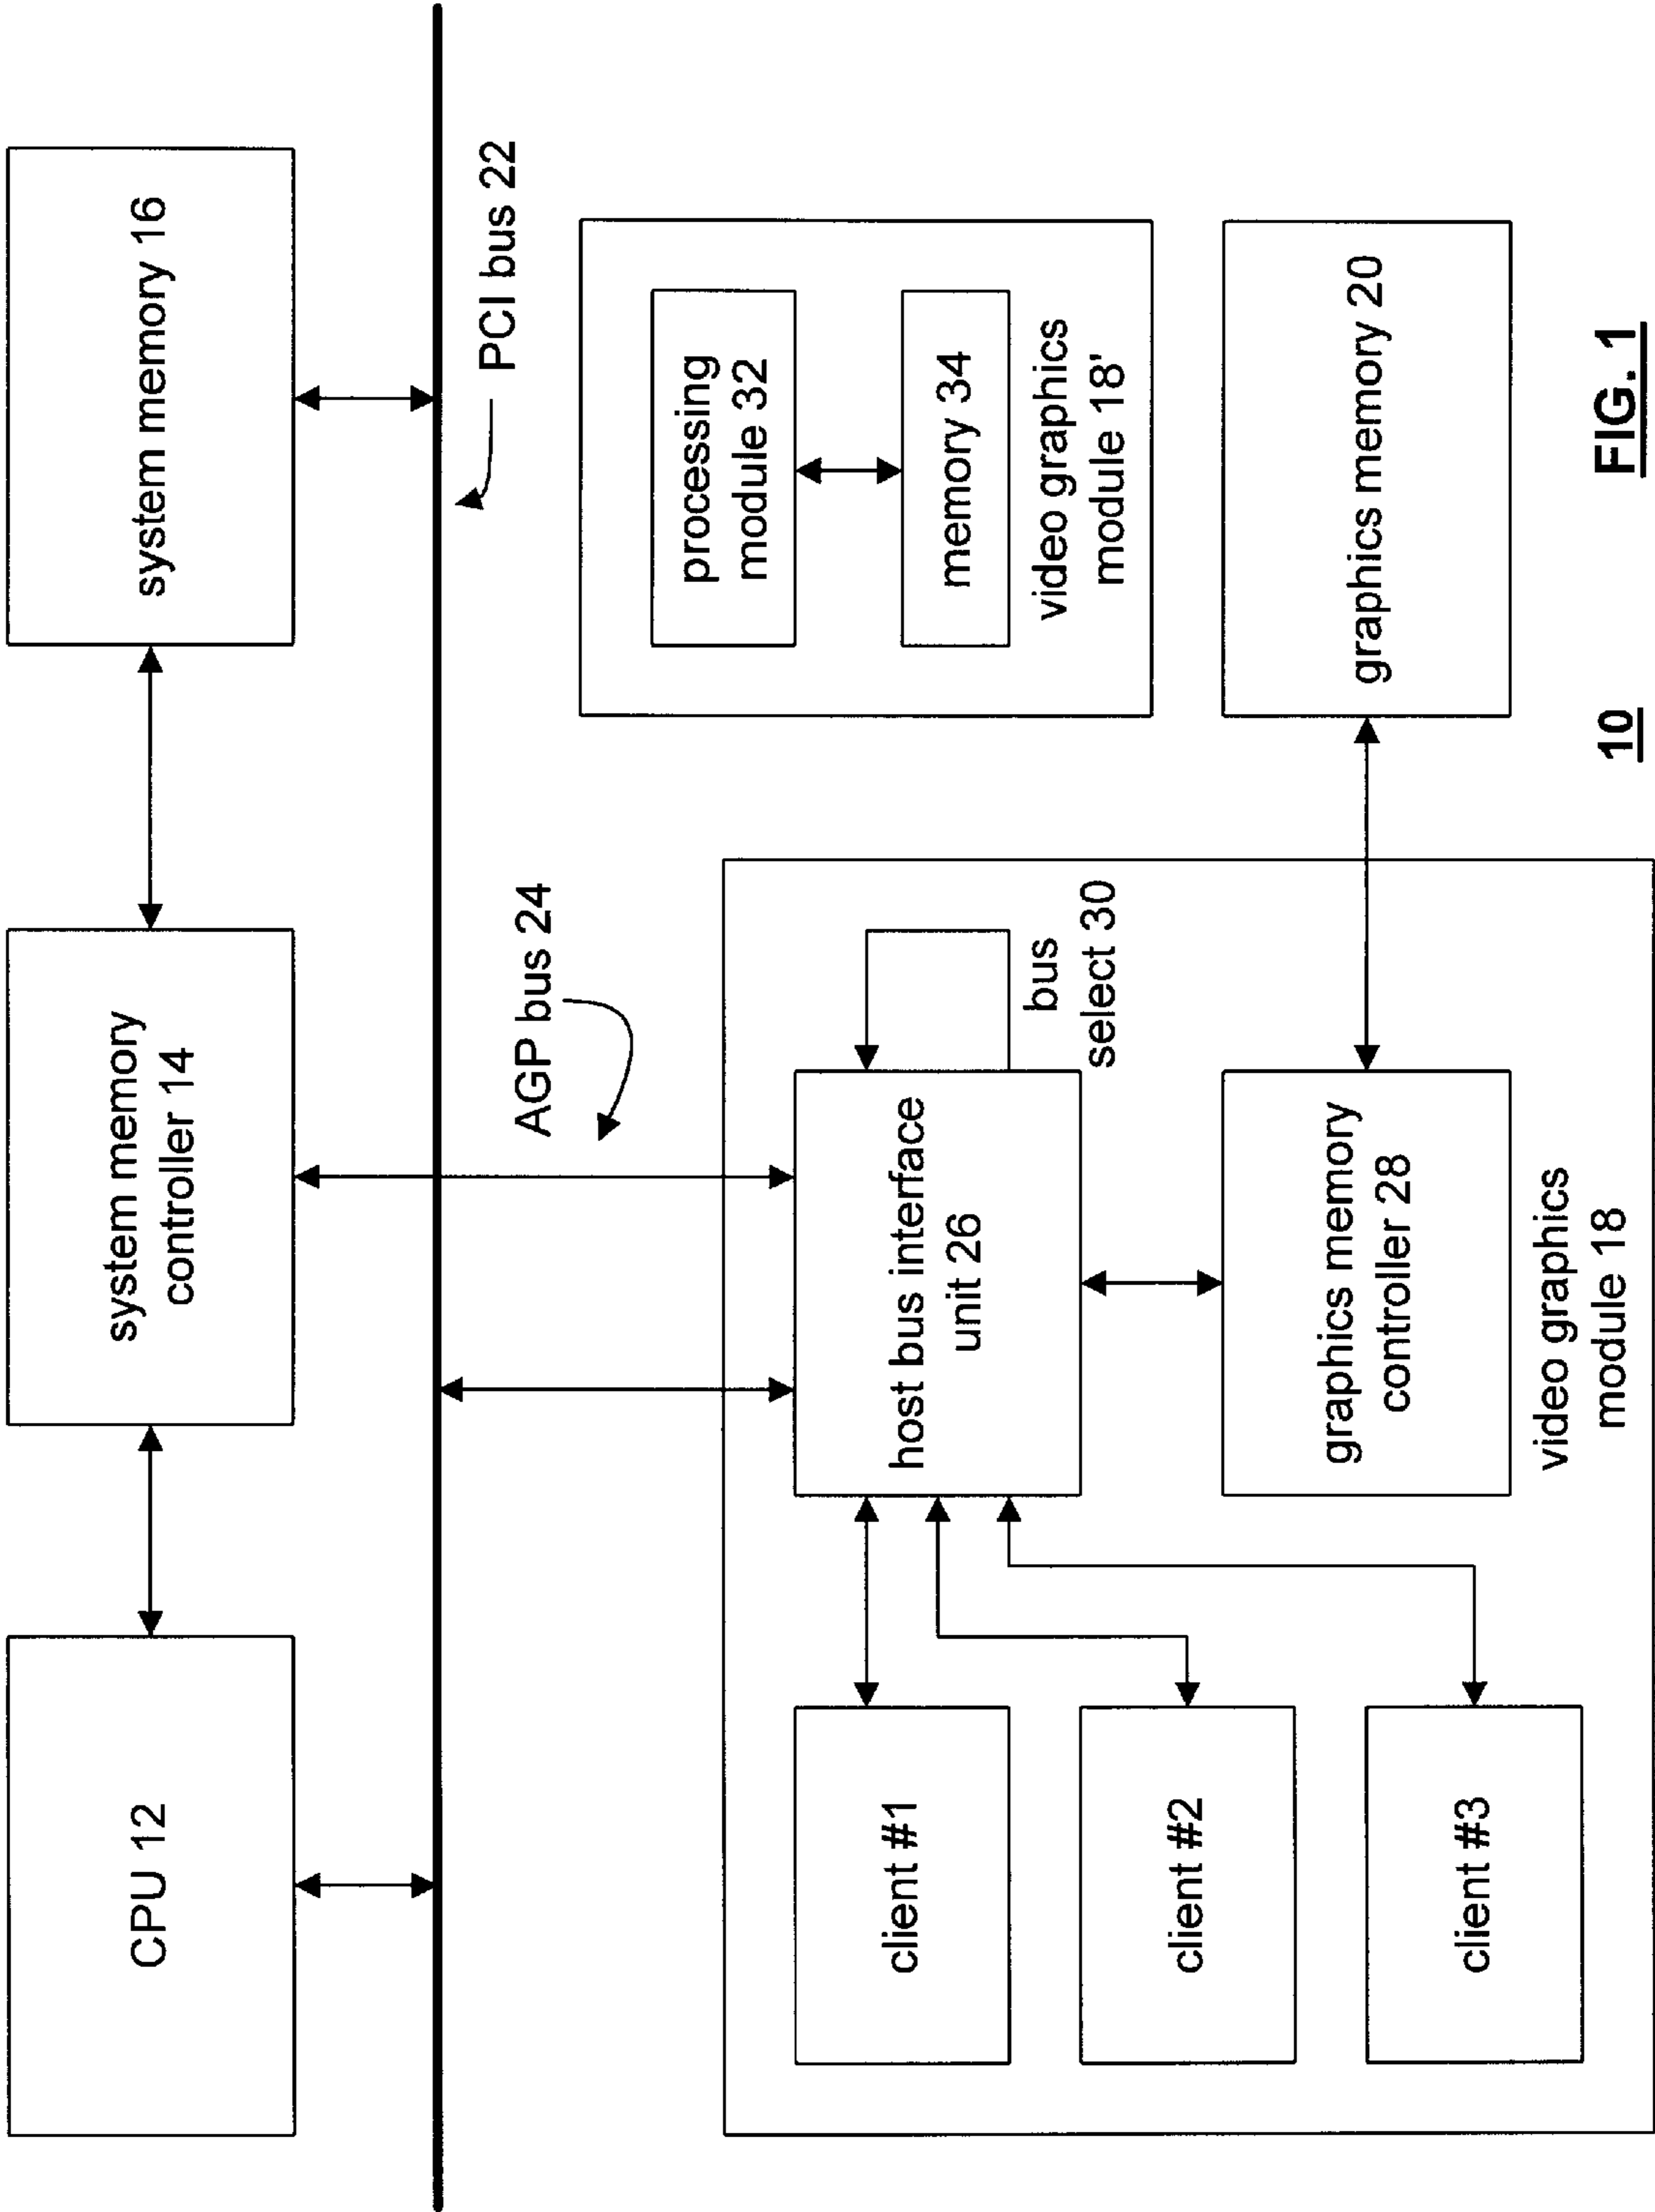 CPU 12
system memory
controller 14
system memory 16
PCI bus 22
AGP bus 24
processing
module 32
memory 34
video graphics
module 18'
host bus interface
unit 26
bus
select 30
client #1
client #2
client #3
graphics memory
controller 28
video graphics
module 18
graphics memory 20
10
FIG. 1